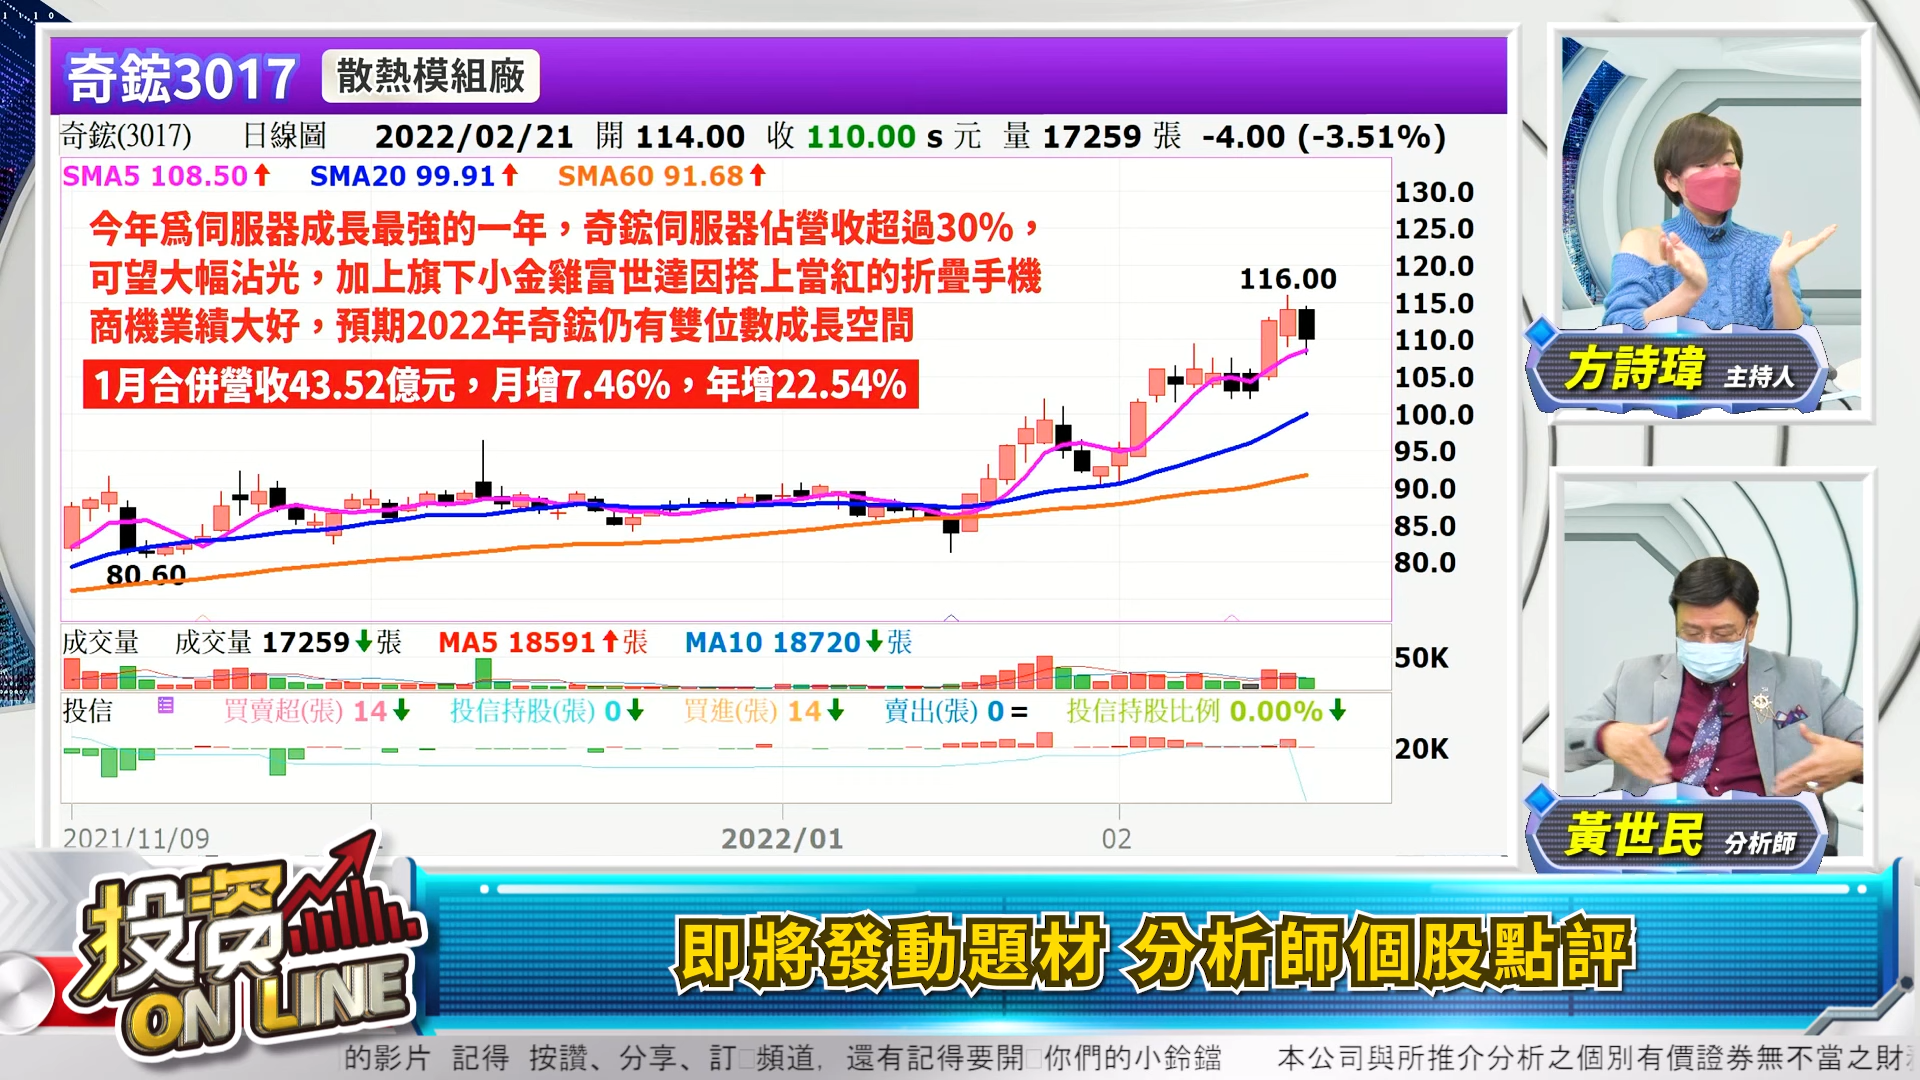 奇鋐3017 散熱模組廠
奇鋐(3017) 日線圖 2022/02/21 開 114.00 收 110.00 s 元 量 17259 張 -4.00 (-3.51%)
SMA5 108.50↑ SMA20 99.91↑ SMA60 91.68↑
今年爲伺服器成長最強的一年，奇鋐伺服器佔營收超過30%，
可望大幅沾光，加上旗下小金雞富世達因搭上當紅的折疊手機
商機業績大好，預期2022年奇鋐仍有雙位數成長空間
1月合併營收43.52億元，月增7.46%，年增22.54%
116.00
80.60
130.0
125.0
120.0
115.0
110.0
105.0
100.0
95.0
90.0
85.0
80.0
成交量 成交量 17259↓張 MA5 18591↑張 MA10 18720↓張
50K
投信 買賣超(張) 14↓ 投信持股(張) 0↓ 買進(張) 14↓ 賣出(張) 0= 投信持股比例 0.00%↓
20K
2021/11/09 2022/01 02
方詩瑋 主持人
黃世民 分析師
投資
ON LINE
即將發動題材 分析師個股點評
的影片 記得 按讚、分享、訂 頻道, 還有記得要開 你們的小鈴鐺 本公司與所推介分析之個別有價證券無不當之財